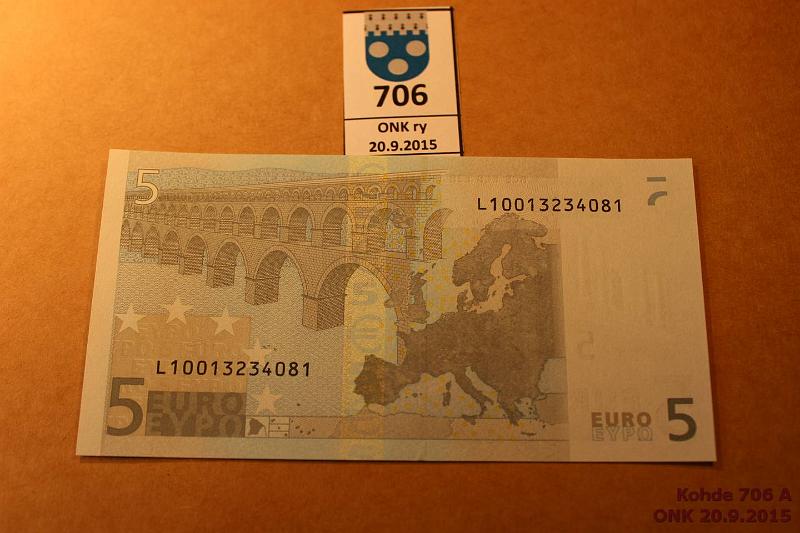 706
ONK ry
20.9.2015
5
L10013234081
L10013234081
5 EURO
ΕΥΡΩ
EURO 5
ΕΥΡΩ
Kohde 706 A
ONK 20.9.2015